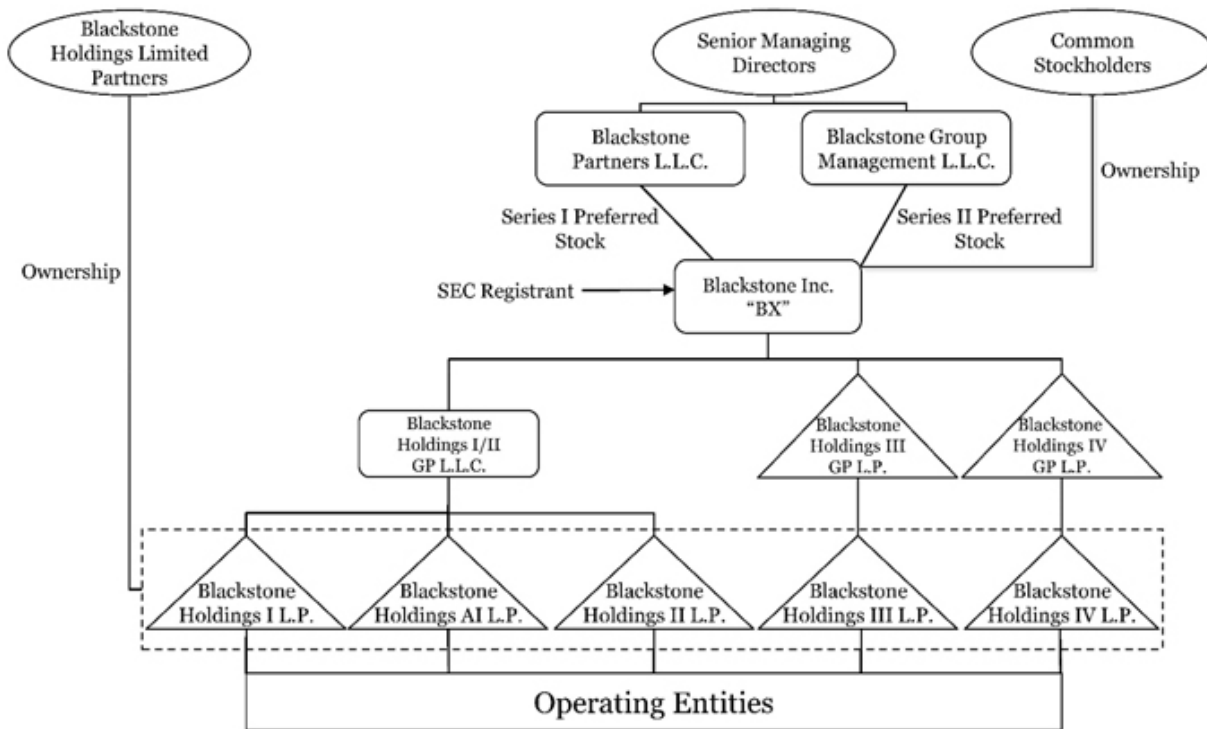 Blackstone
Holdings Limited
Partners
Senior Managing
Directors
Common
Stockholders
Blackstone
Partners L.L.C.
Blackstone Group
Management L.L.C.
Ownership
Series I Preferred
Stock
Series II Preferred
Stock
Ownership
SEC Registrant
Blackstone Inc.
“BX”
Blackstone
Holdings I/II
GP L.L.C.
Blackstone
Holdings III
GP L.P.
Blackstone
Holdings IV
GP L.P.
Blackstone
Holdings I L.P.
Blackstone
Holdings AI L.P.
Blackstone
Holdings II L.P.
Blackstone
Holdings III L.P.
Blackstone
Holdings IV L.P.
Operating Entities